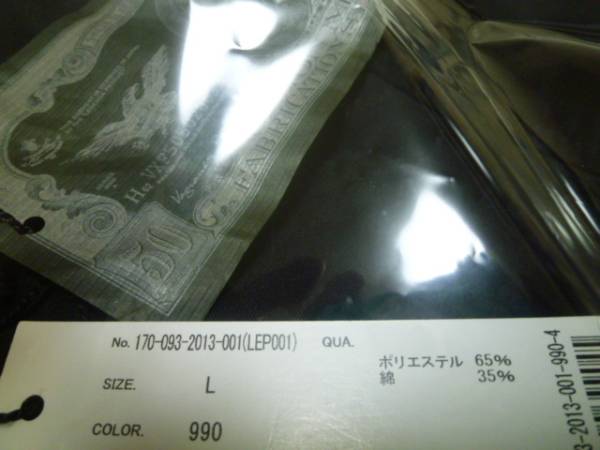 FABRICATION
50
No. 170-093-2013-001(LEP001) QUA.
ポリエステル 65%
綿 35%
SIZE. L
COLOR. 990
3-2013-001-990-4